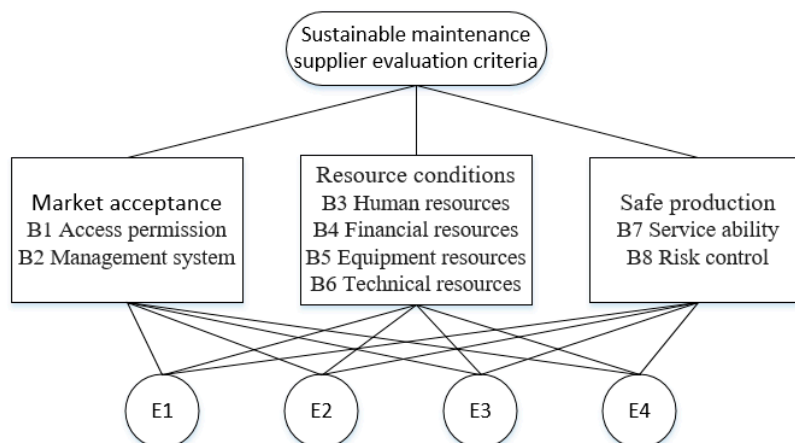 Sustainable maintenance
supplier evaluation criteria
Market acceptance
B1 Access permission
B2 Management system
Resource conditions
B3 Human resources
B4 Financial resources
B5 Equipment resources
B6 Technical resources
Safe production
B7 Service ability
B8 Risk control
E1
E2
E3
E4